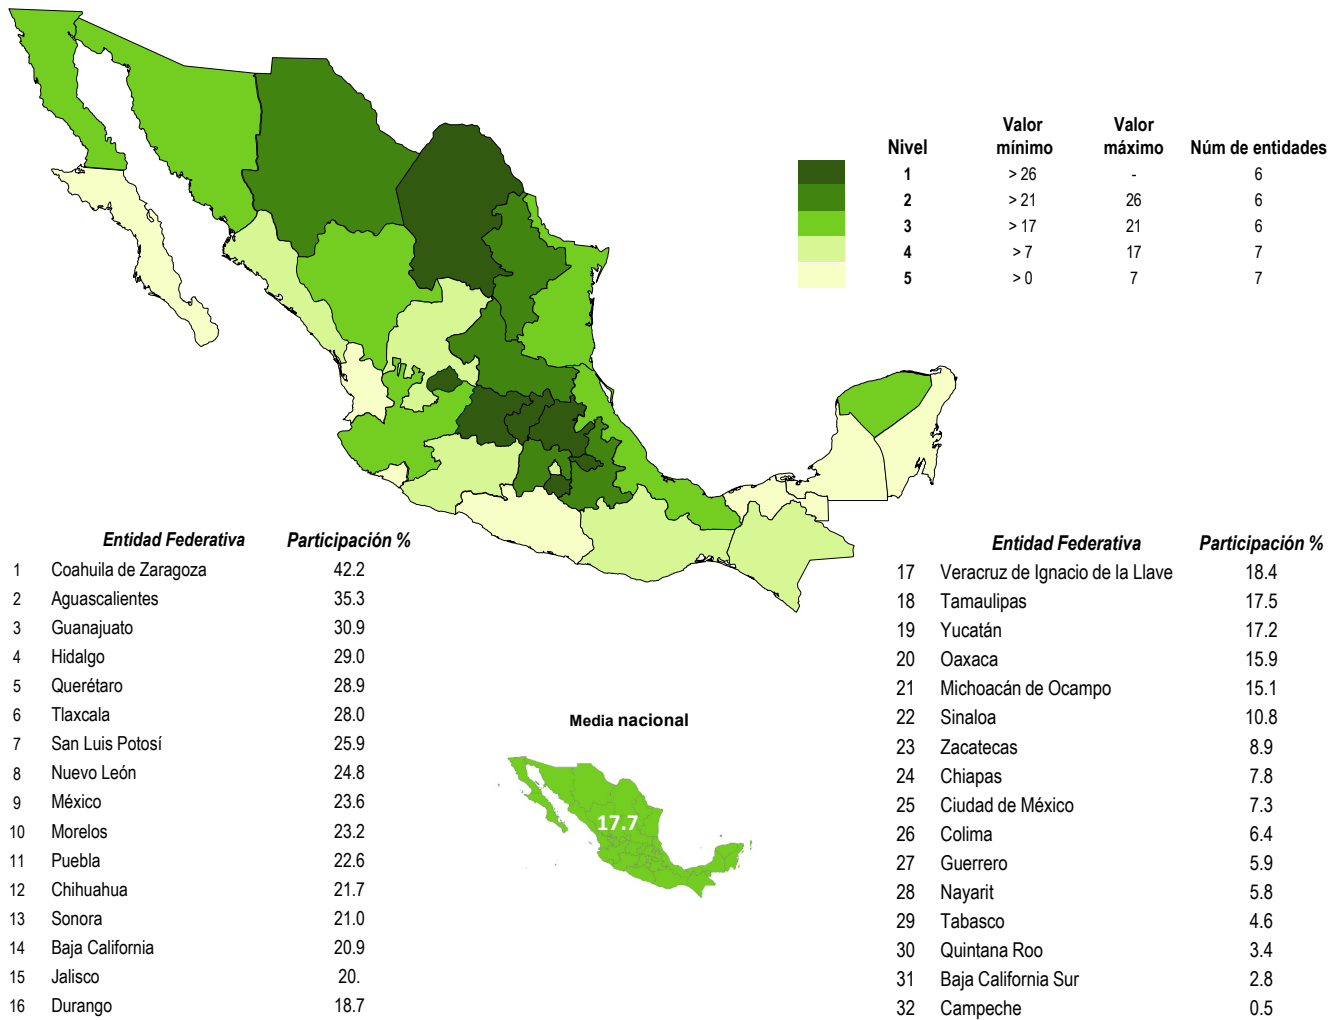 Nivel Valor mínimo Valor máximo Núm de entidades
1 > 26 - 6
2 > 21 26 6
3 > 17 21 6
4 > 7 17 7
5 > 0 7 7
Entidad Federativa Participación %
1 Coahuila de Zaragoza 42.2
2 Aguascalientes 35.3
3 Guanajuato 30.9
4 Hidalgo 29.0
5 Querétaro 28.9
6 Tlaxcala 28.0
7 San Luis Potosí 25.9
8 Nuevo León 24.8
9 México 23.6
10 Morelos 23.2
11 Puebla 22.6
12 Chihuahua 21.7
13 Sonora 21.0
14 Baja California 20.9
15 Jalisco 20.
16 Durango 18.7
Media nacional
17.7
Entidad Federativa Participación %
17 Veracruz de Ignacio de la Llave 18.4
18 Tamaulipas 17.5
19 Yucatán 17.2
20 Oaxaca 15.9
21 Michoacán de Ocampo 15.1
22 Sinaloa 10.8
23 Zacatecas 8.9
24 Chiapas 7.8
25 Ciudad de México 7.3
26 Colima 6.4
27 Guerrero 5.9
28 Nayarit 5.8
29 Tabasco 4.6
30 Quintana Roo 3.4
31 Baja California Sur 2.8
32 Campeche 0.5